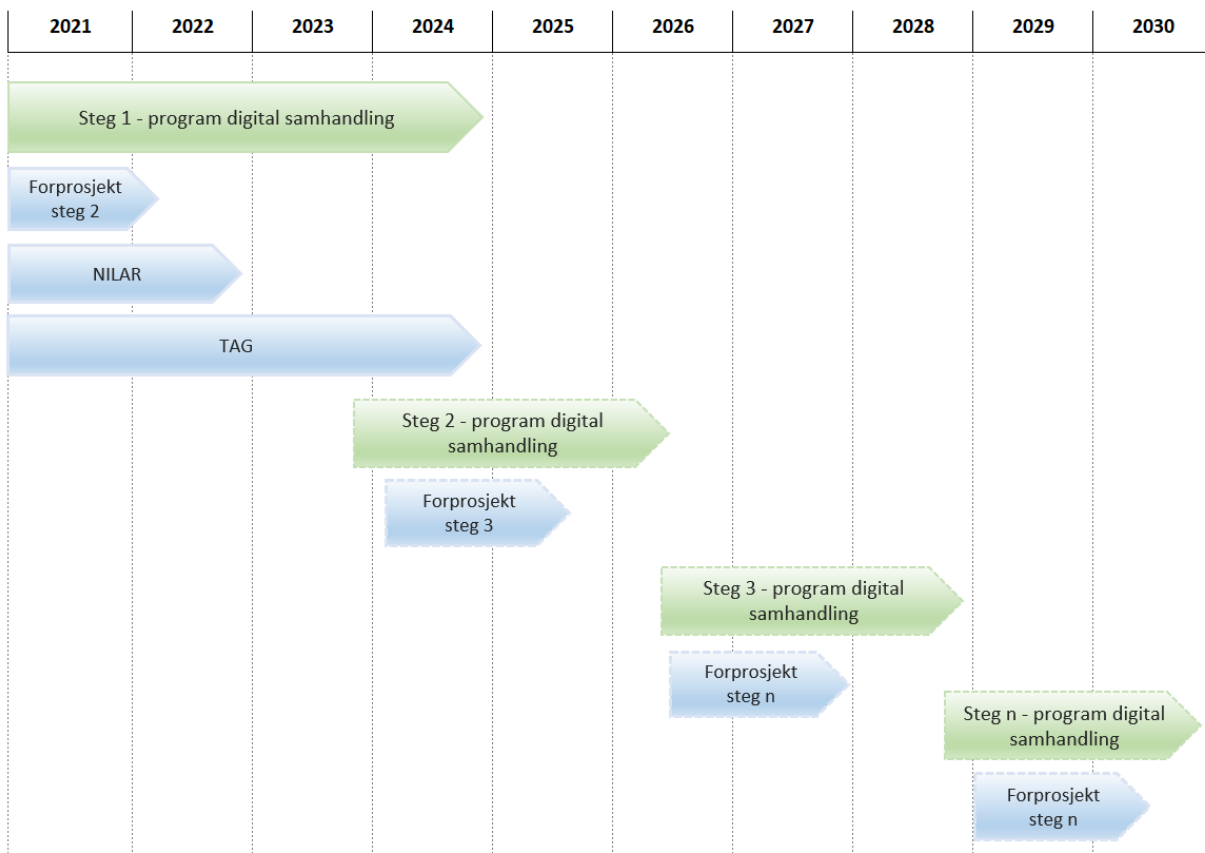 2021 2022 2023 2024 2025 2026 2027 2028 2029 2030
Steg 1 - program digital samhandling
Forprosjekt
steg 2
NILAR
TAG
Steg 2 - program digital
samhandling
Forprosjekt
steg 3
Steg 3 - program digital
samhandling
Forprosjekt
steg n
Steg n - program digital
samhandling
Forprosjekt
steg n